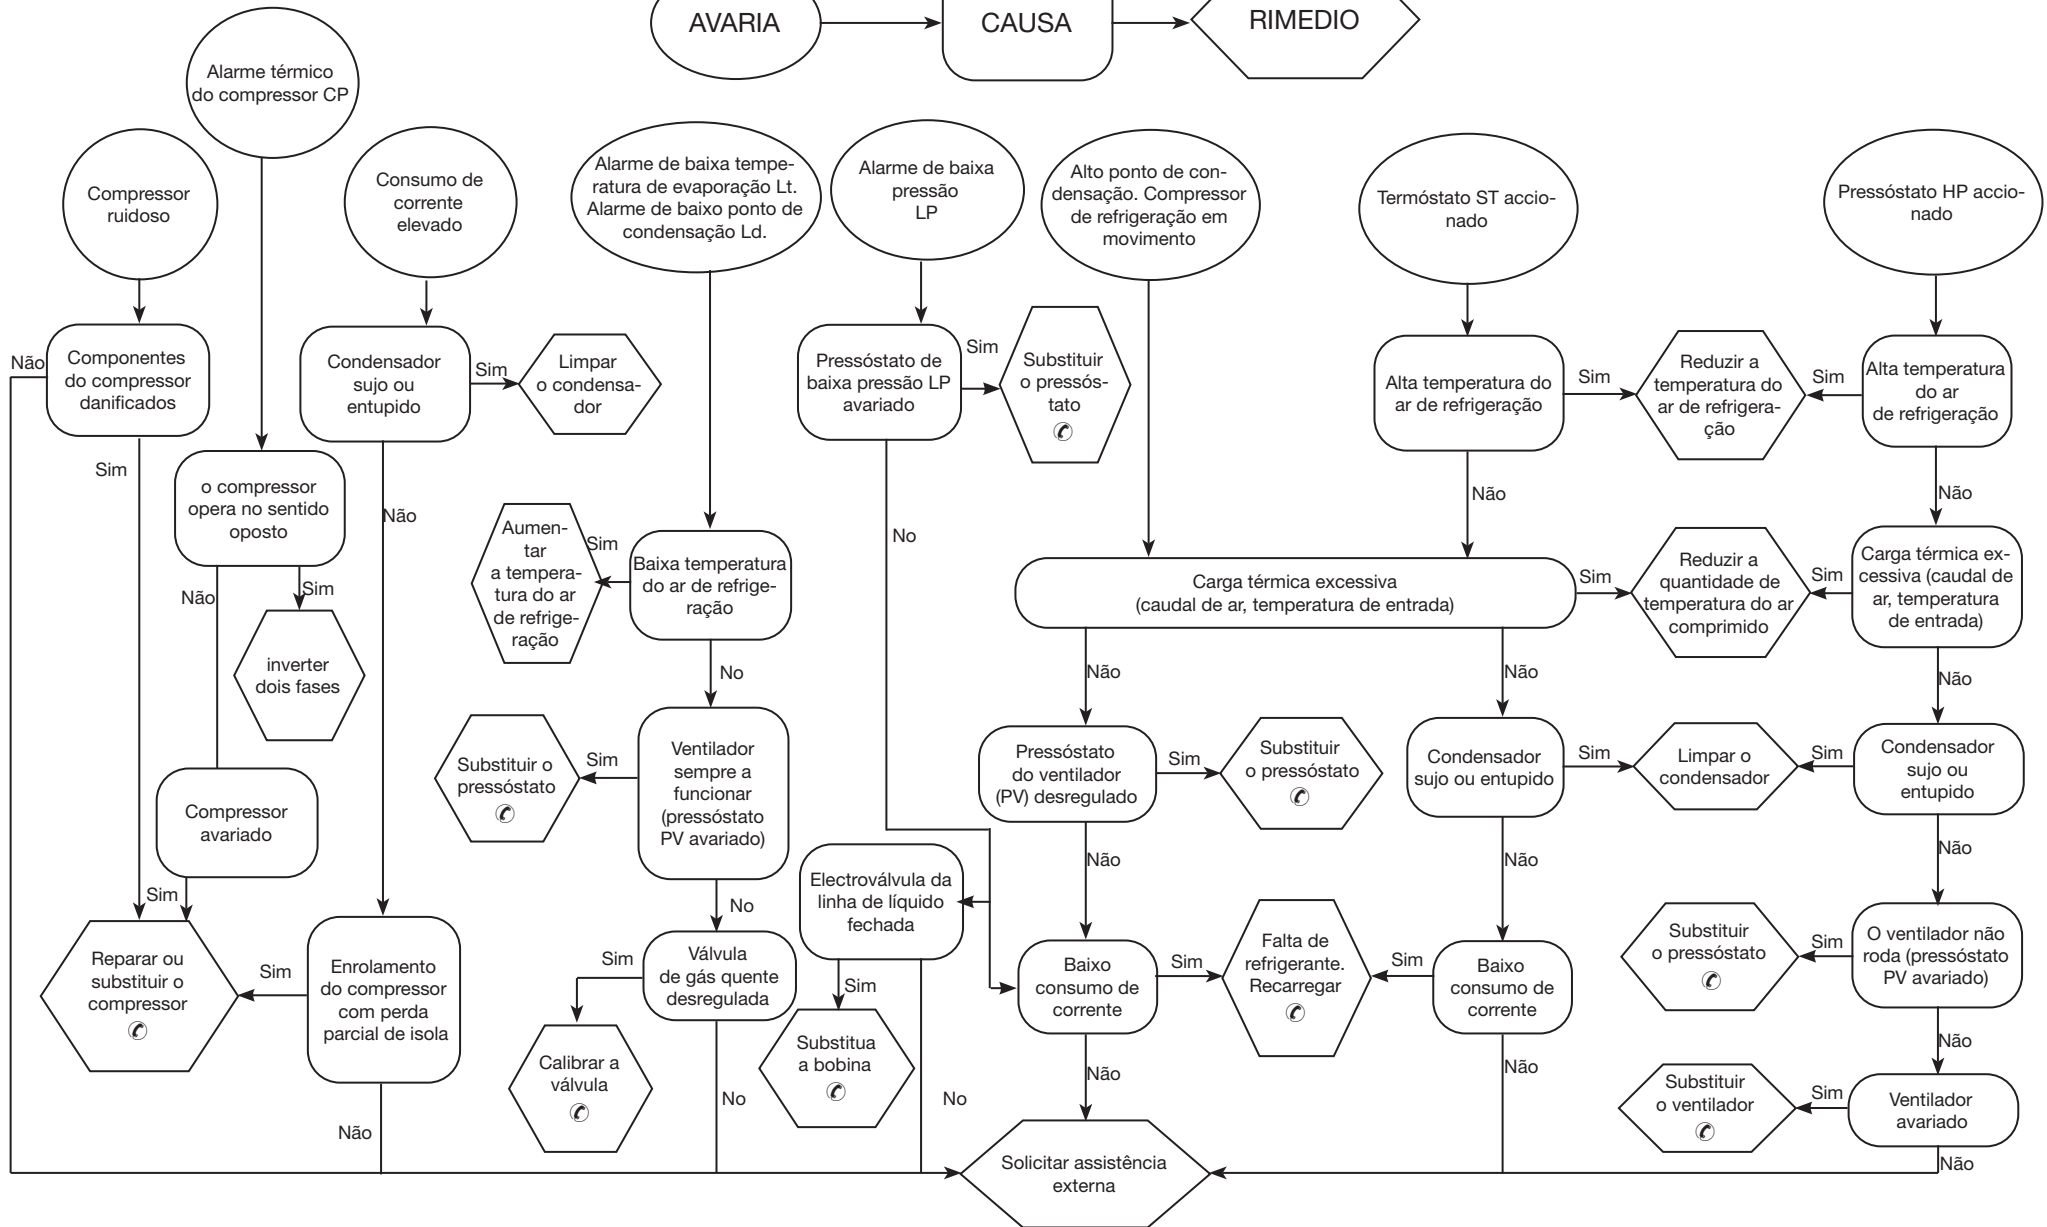 AVARIA
CAUSA
RIMEDIO
Alarme térmico
do compressor CP
Compressor
ruidoso
Consumo de
corrente
elevado
Alarme de baixa tempe-
ratura de evaporação Lt.
Alarme de baixo ponto de
condensação Ld.
Alarme de baixa
pressão
LP
Alto ponto de con-
densação. Compressor
de refrigeração em
movimento
Termóstato ST accio-
nado
Pressóstato HP accio-
nado
Não
Componentes
do compressor
danificados
Sim
Condensador
sujo ou
entupido
Sim
Limpar
o condensa-
dor
Não
Pressóstato de
baixa pressão LP
avariado
Sim
Substituir
o pressós-
tato
No
Alta temperatura do
ar de refrigeração
Sim
Reduzir a
temperatura do
ar de refrigera-
ção
Sim
Alta temperatura
do ar
de refrigeração
Não
Não
o compressor
opera no sentido
oposto
Não
Sim
inverter
dois fases
Aumen-
tar
a tempera-
tura do ar
de refrige-
ração
Sim
Baixa temperatura
do ar de refrige-
ração
No
Carga térmica excessiva
(caudal de ar, temperatura de entrada)
Sim
Reduzir a
quantidade de
temperatura do ar
comprimido
Sim
Carga térmica ex-
cessiva (caudal de
ar, temperatura
de entrada)
Não
Não
Não
Substituir o
pressóstato
Sim
Ventilador
sempre a
funcionar
(pressóstato
PV avariado)
No
Pressóstato
do ventilador
(PV) desregulado
Sim
Substituir
o pressóstato
Não
Condensador
sujo ou entupido
Sim
Limpar o
condensador
Sim
Condensador
sujo ou
entupido
Não
Não
Compressor
avariado
Sim
Electroválvula da
linha de líquido
fechada
Sim
Substitua
a bobina
No
Reparar ou
substituir o
compressor
Sim
Enrolamento
do compressor
com perda
parcial de isola
Não
Sim
Válvula
de gás quente
desregulada
Calibrar a
válvula
No
Baixo
consumo de
corrente
Sim
Falta de
refrigerante.
Recarregar
Sim
Baixo
consumo de
corrente
Não
Não
Substituir
o pressóstato
Sim
O ventilador não
roda (pressóstato
PV avariado)
Não
Substituir
o ventilador
Sim
Ventilador
avariado
Não
Solicitar assistência
externa